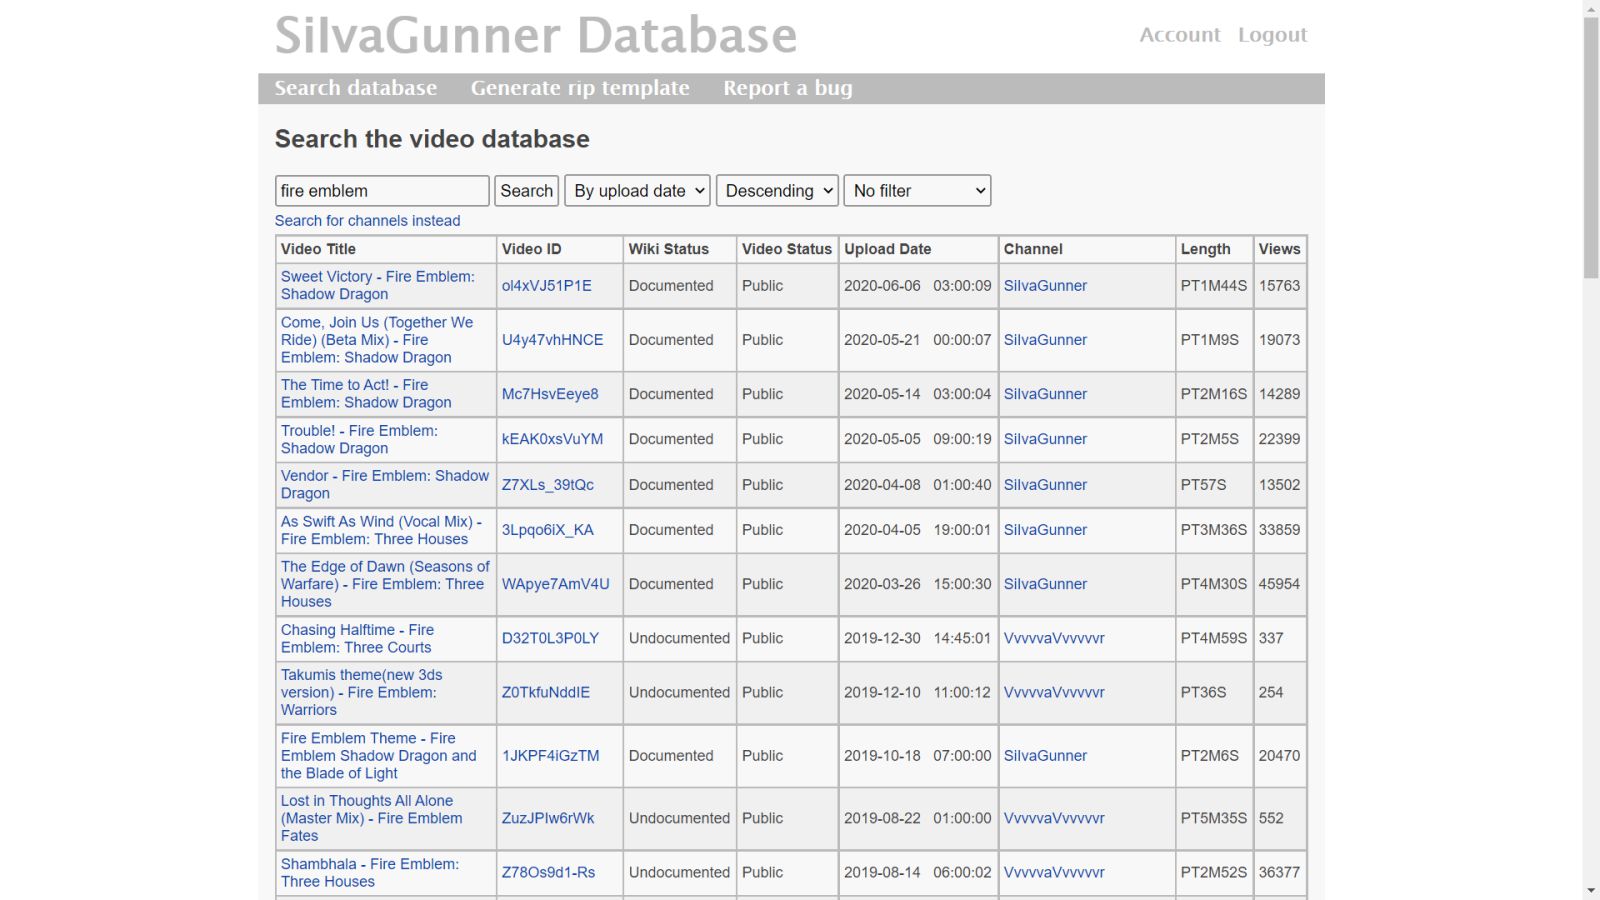 SilvaGunner Database
Account Logout
Search database Generate rip template Report a bug
Search the video database
fire emblem Search By upload date Descending No filter
Search for channels instead
Video Title Video ID Wiki Status Video Status Upload Date Channel Length Views
Sweet Victory - Fire Emblem:
Shadow Dragon
ol4xVJ51P1E Documented Public 2020-06-06 03:00:09 SilvaGunner PT1M44S 15763
Come, Join Us (Together We
Ride) (Beta Mix) - Fire
Emblem: Shadow Dragon
U4y47vhHNCE Documented Public 2020-05-21 00:00:07 SilvaGunner PT1M9S 19073
The Time to Act! - Fire
Emblem: Shadow Dragon
Mc7HsvEeye8 Documented Public 2020-05-14 03:00:04 SilvaGunner PT2M16S 14289
Trouble! - Fire Emblem:
Shadow Dragon
kEAK0xsVuYM Documented Public 2020-05-05 09:00:19 SilvaGunner PT2M5S 22399
Vendor - Fire Emblem: Shadow
Dragon
Z7XLs_39tQc Documented Public 2020-04-08 01:00:40 SilvaGunner PT57S 13502
As Swift As Wind (Vocal Mix) -
Fire Emblem: Three Houses
3Lpqo6iX_KA Documented Public 2020-04-05 19:00:01 SilvaGunner PT3M36S 33859
The Edge of Dawn (Seasons of
Warfare) - Fire Emblem: Three
Houses
WApye7AmV4U Documented Public 2020-03-26 15:00:30 SilvaGunner PT4M30S 45954
Chasing Halftime - Fire
Emblem: Three Courts
D32T0L3P0LY Undocumented Public 2019-12-30 14:45:01 VvvvvaVvvvvvr PT4M59S 337
Takumis theme(new 3ds
version) - Fire Emblem:
Warriors
Z0TkfuNddIE Undocumented Public 2019-12-10 11:00:12 VvvvvaVvvvvvr PT36S 254
Fire Emblem Theme - Fire
Emblem Shadow Dragon and
the Blade of Light
1JKPF4iGzTM Documented Public 2019-10-18 07:00:00 SilvaGunner PT2M6S 20470
Lost in Thoughts All Alone
(Master Mix) - Fire Emblem
Fates
ZuzJPIw6rWk Undocumented Public 2019-08-22 01:00:00 VvvvvaVvvvvvr PT5M35S 552
Shambhala - Fire Emblem:
Three Houses
Z78Os9d1-Rs Undocumented Public 2019-08-14 06:00:02 VvvvvaVvvvvvr PT2M52S 36377